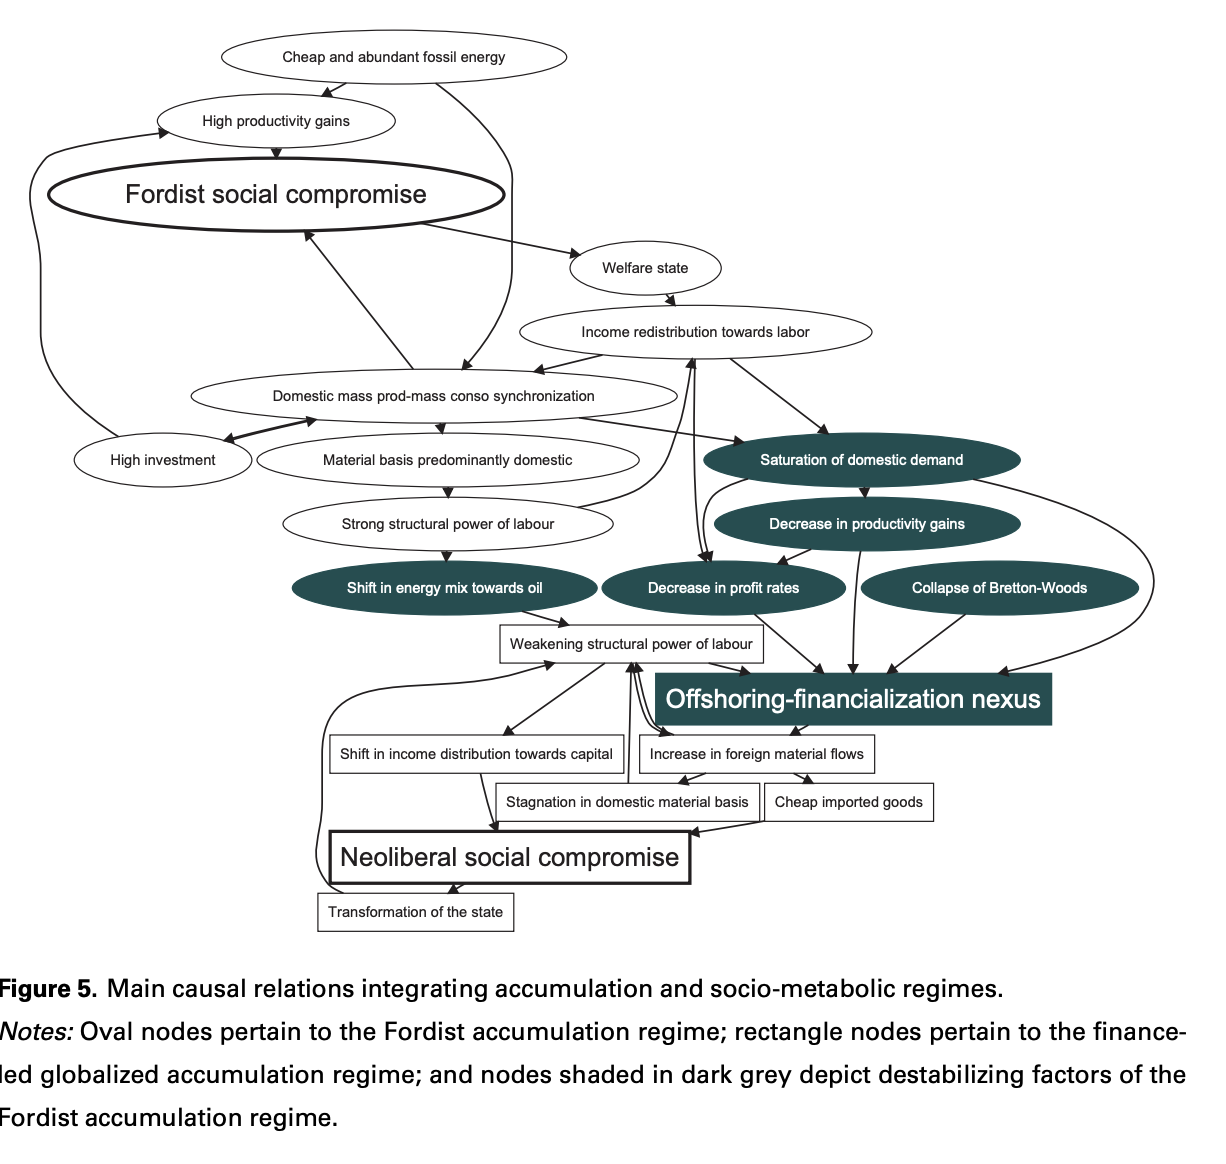 Cheap and abundant fossil energy
High productivity gains
Fordist social compromise
Welfare state
Income redistribution towards labor
Domestic mass prod-mass conso synchronization
High investment
Material basis predominantly domestic
Saturation of domestic demand
Strong structural power of labour
Decrease in productivity gains
Shift in energy mix towards oil
Decrease in profit rates
Collapse of Bretton-Woods
Weakening structural power of labour
Offshoring-financialization nexus
Shift in income distribution towards capital
Increase in foreign material flows
Stagnation in domestic material basis
Cheap imported goods
Neoliberal social compromise
Transformation of the state
Figure 5. Main causal relations integrating accumulation and socio-metabolic regimes.
Notes: Oval nodes pertain to the Fordist accumulation regime; rectangle nodes pertain to the finance-
led globalized accumulation regime; and nodes shaded in dark grey depict destabilizing factors of the
Fordist accumulation regime.